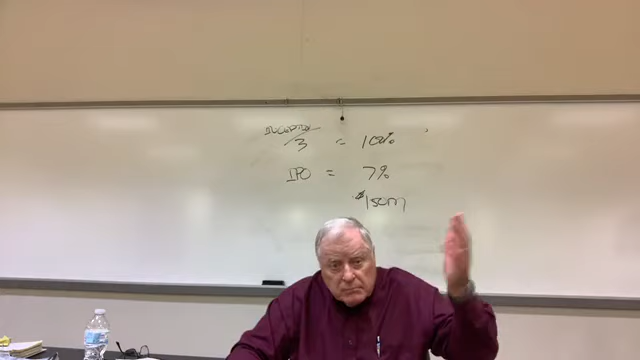 3 = 10%
IPO = 7%
$150M